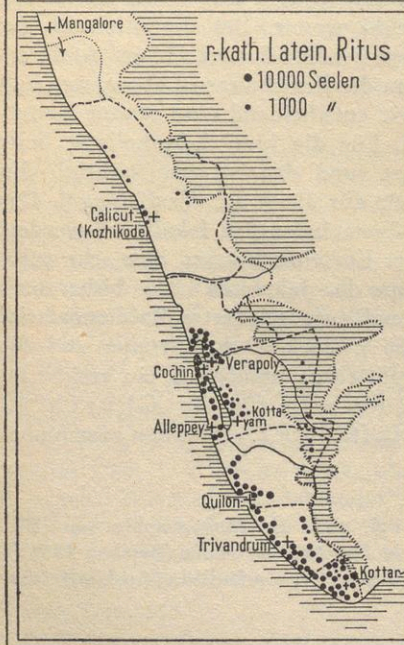 Mangalore
r-kath. Latein. Ritus
10000 Seelen
1000 〃
Calicut
(Kozhikode)
Verapoly
Cochin
Kotta-
yam
Alleppey
Quilon
Trivandrum
Kottar